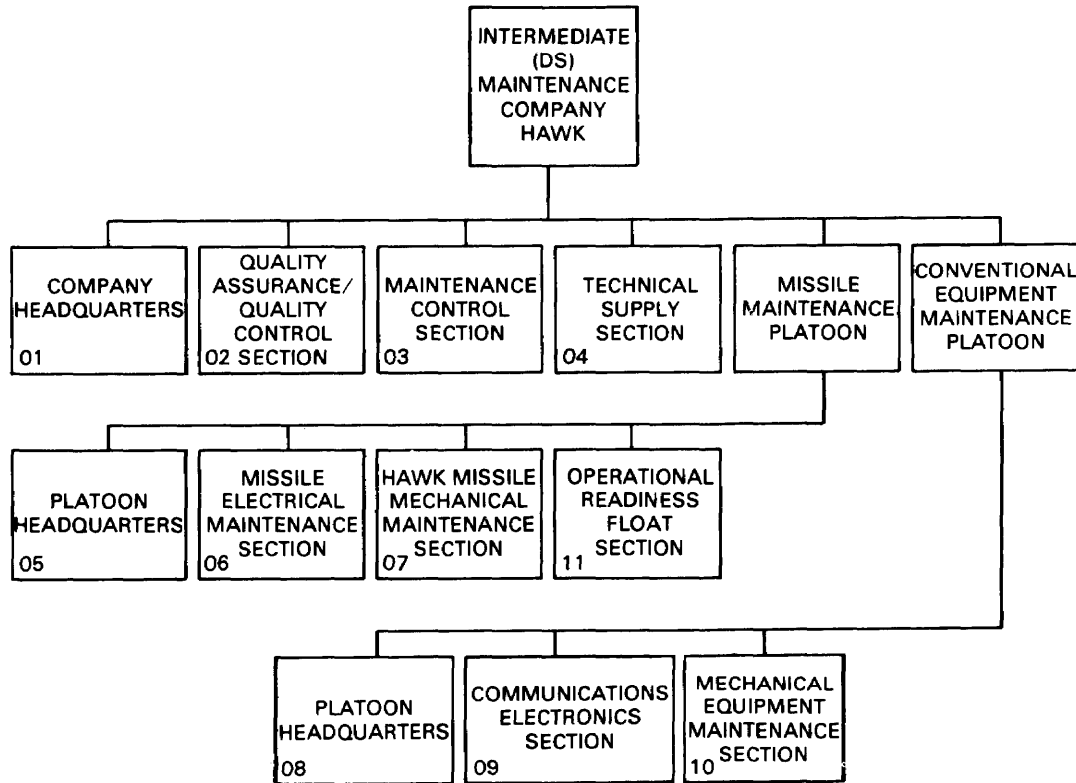 INTERMEDIATE
(DS)
MAINTENANCE
COMPANY
HAWK
COMPANY
HEADQUARTERS
01
QUALITY
ASSURANCE/
QUALITY
CONTROL
02 SECTION
MAINTENANCE
CONTROL
SECTION
03
TECHNICAL
SUPPLY
SECTION
04
MISSILE
MAINTENANCE
PLATOON
CONVENTIONAL
EQUIPMENT
MAINTENANCE
PLATOON
PLATOON
HEADQUARTERS
05
MISSILE
ELECTRICAL
MAINTENANCE
SECTION
06
HAWK MISSILE
MECHANICAL
MAINTENANCE
SECTION
07
OPERATIONAL
READINESS
FLOAT
SECTION
11
PLATOON
HEADQUARTERS
08
COMMUNICATIONS
ELECTRONICS
SECTION
09
MECHANICAL
EQUIPMENT
MAINTENANCE
SECTION
10